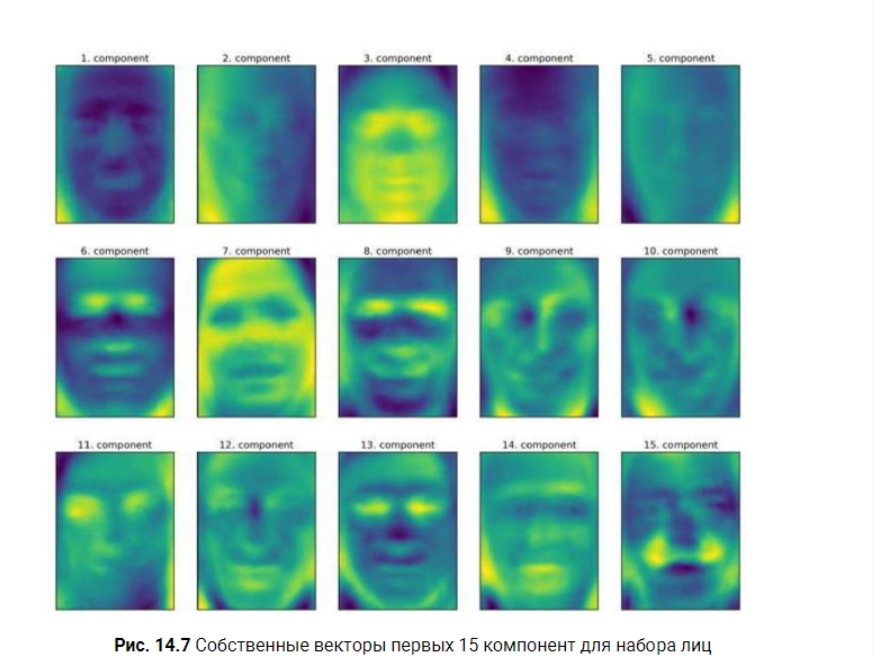 1. component 2. component 3. component 4. component 5. component
6. component 7. component 8. component 9. component 10. component
11. component 12. component 13. component 14. component 15. component
Рис. 14.7 Собственные векторы первых 15 компонент для набора лиц